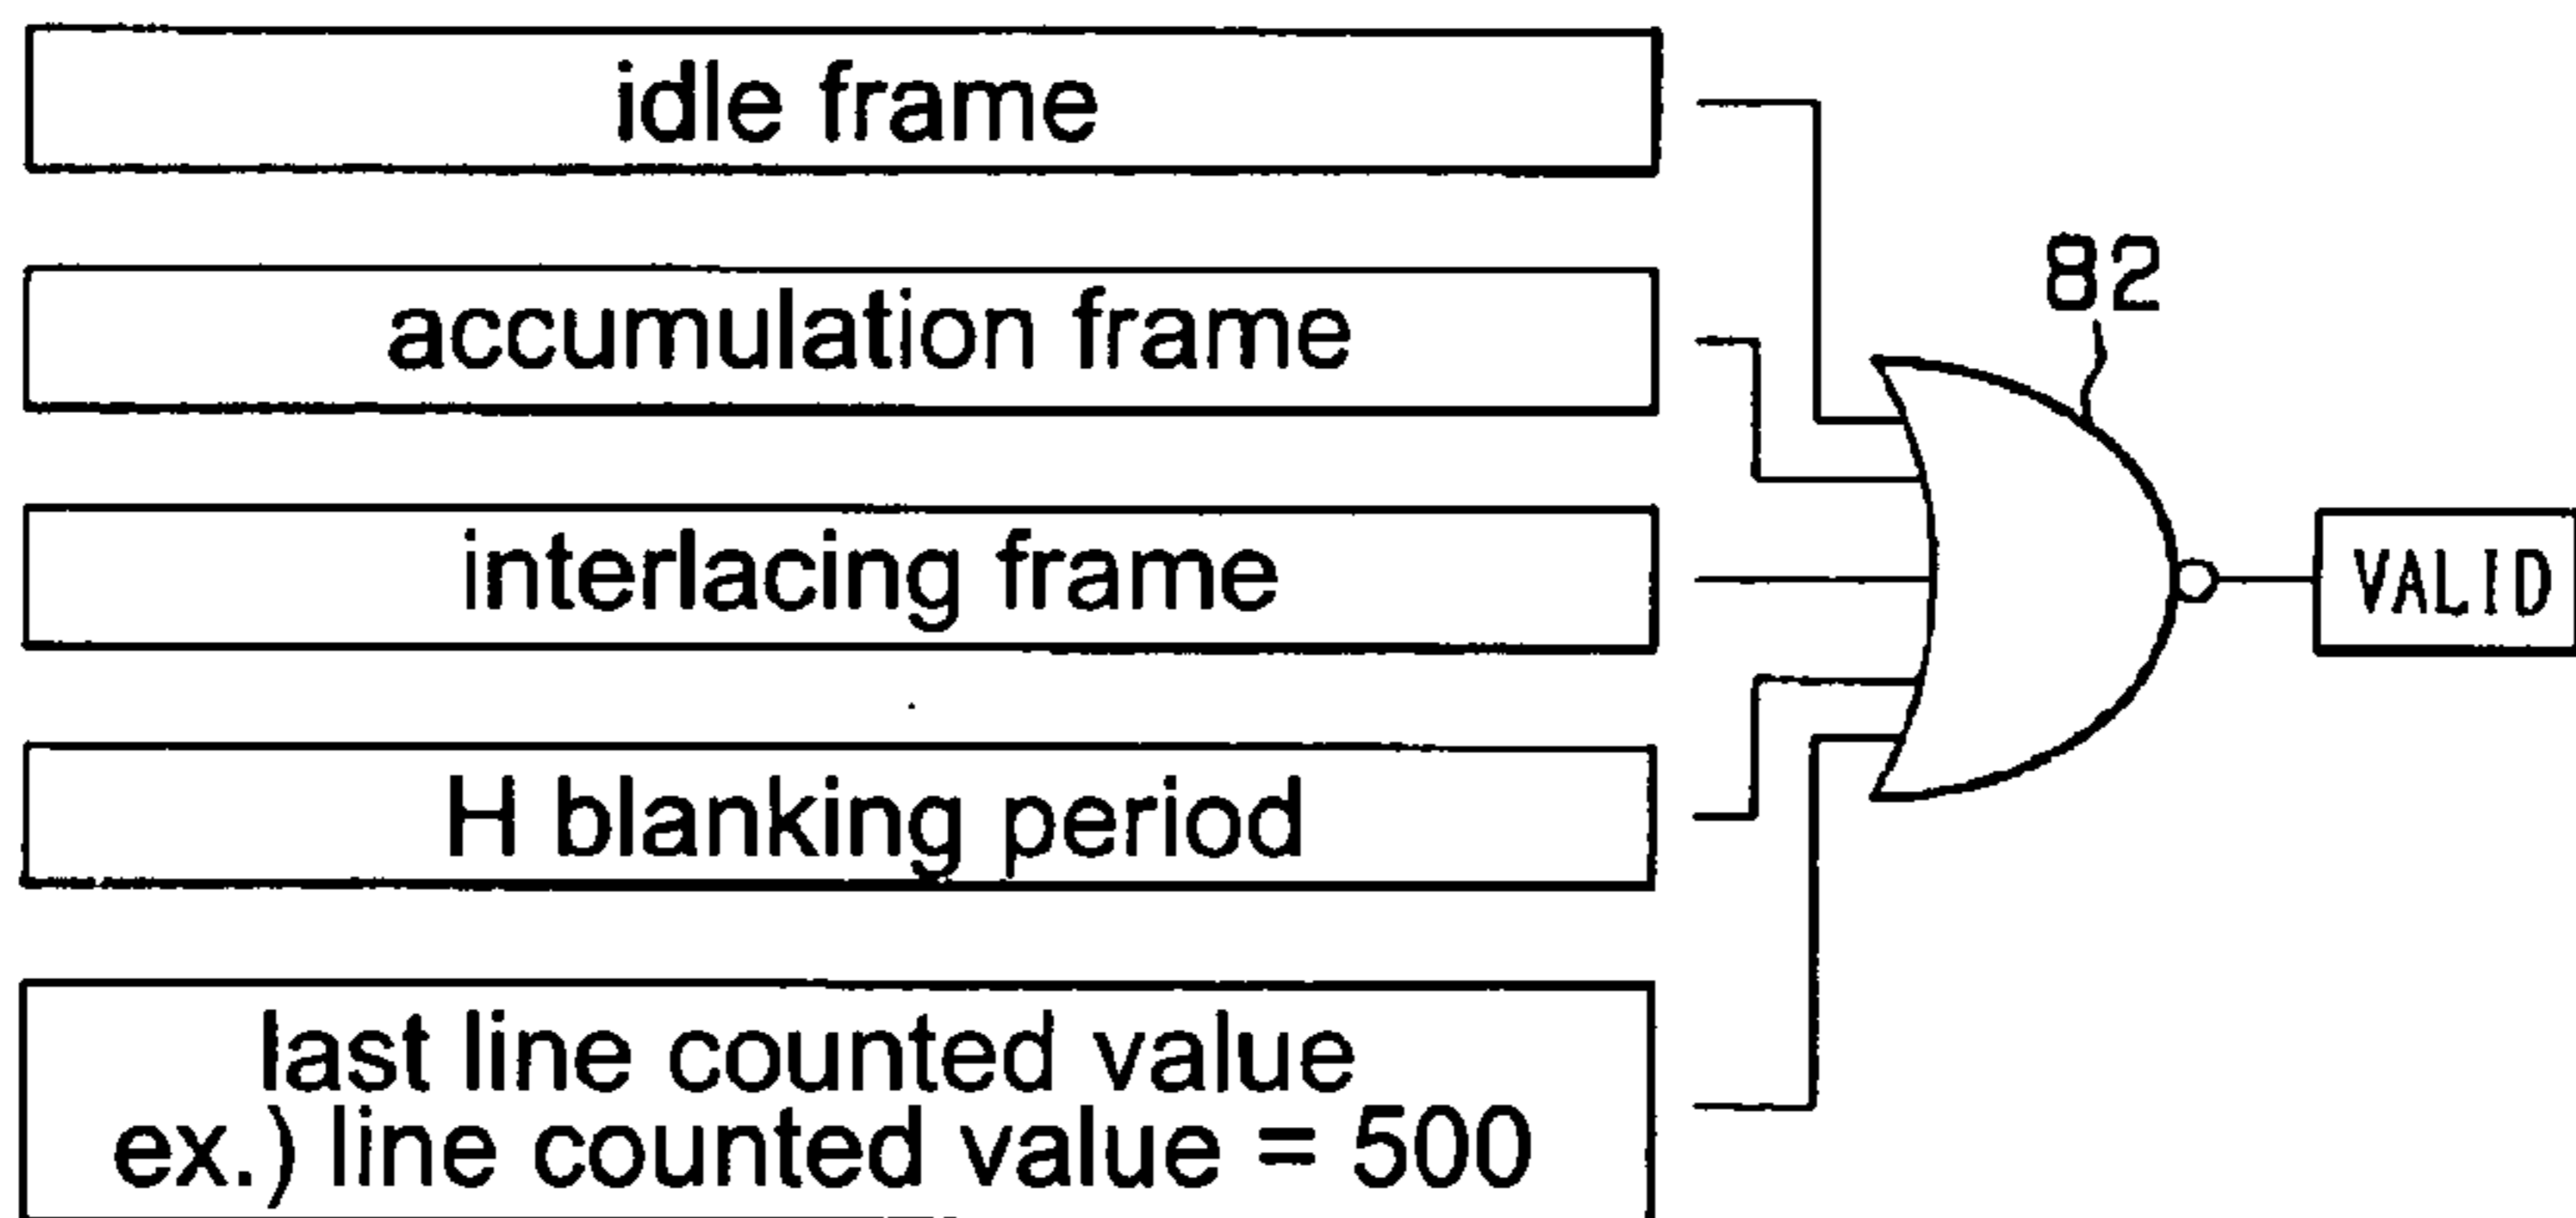 idle frame
accumulation frame
82
interlacing frame
VALID
H blanking period
last line counted value
ex.) line counted value = 500